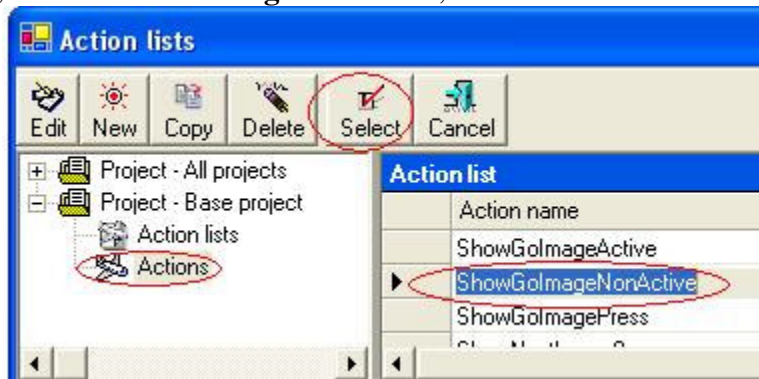 Action lists
Edit New Copy Delete Select Cancel
Project - All projects
Project - Base project
Action lists
Actions
Action list
Action name
ShowGoImageActive
ShowGoImageNonActive
ShowGoImagePress